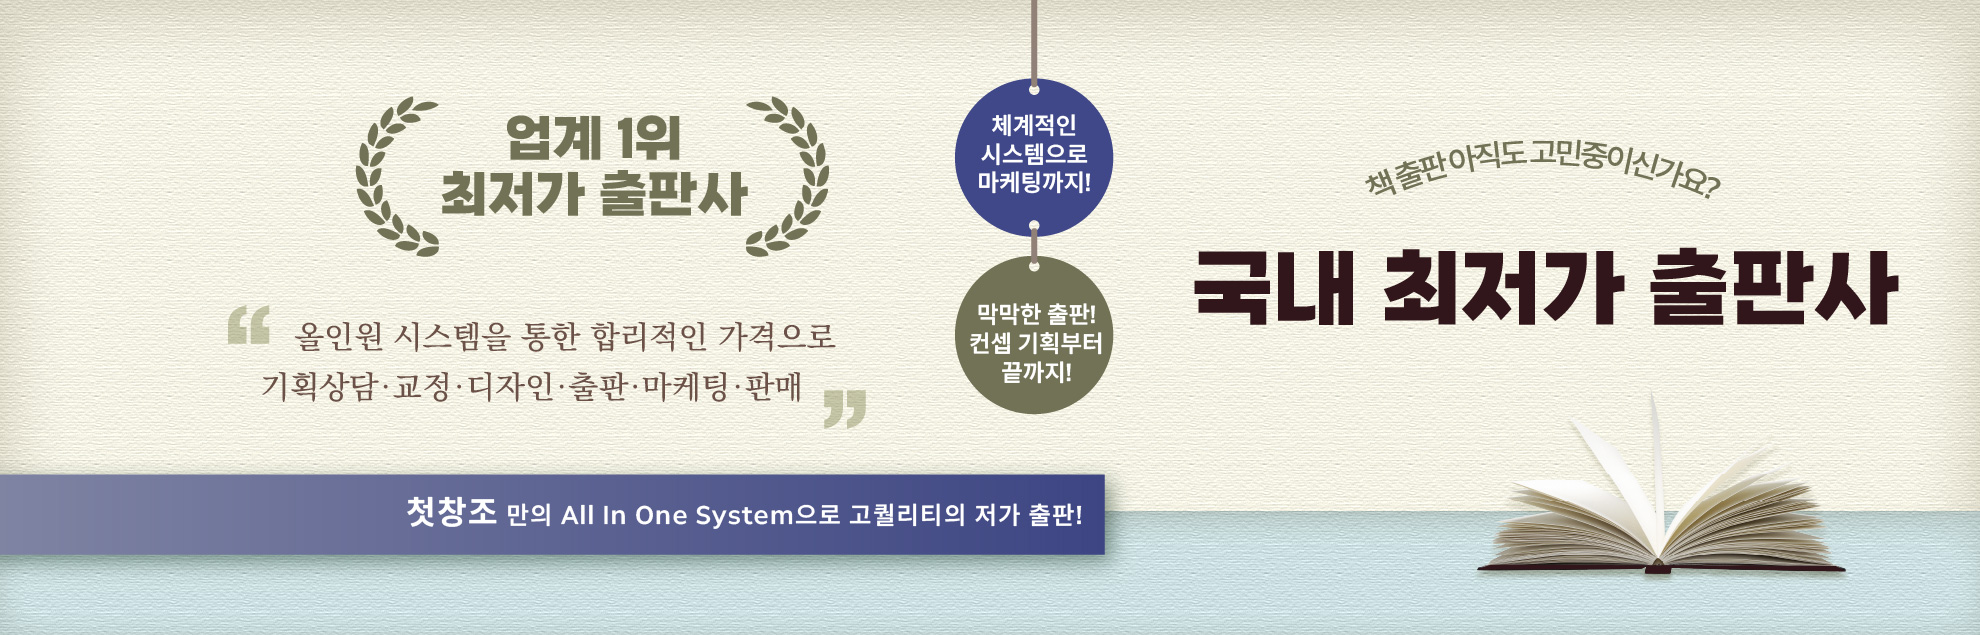 업계 1위
최저가 출판사
“ 올인원 시스템을 통한 합리적인 가격으로
기획상담·교정·디자인·출판·마케팅·판매 ”
첫창조 만의 All In One System으로 고퀄리티의 저가 출판!
체계적인
시스템으로
마케팅까지!
막막한 출판!
컨셉 기획부터
끝까지!
책 출판 아직도 고민중이신가요?
국내 최저가 출판사